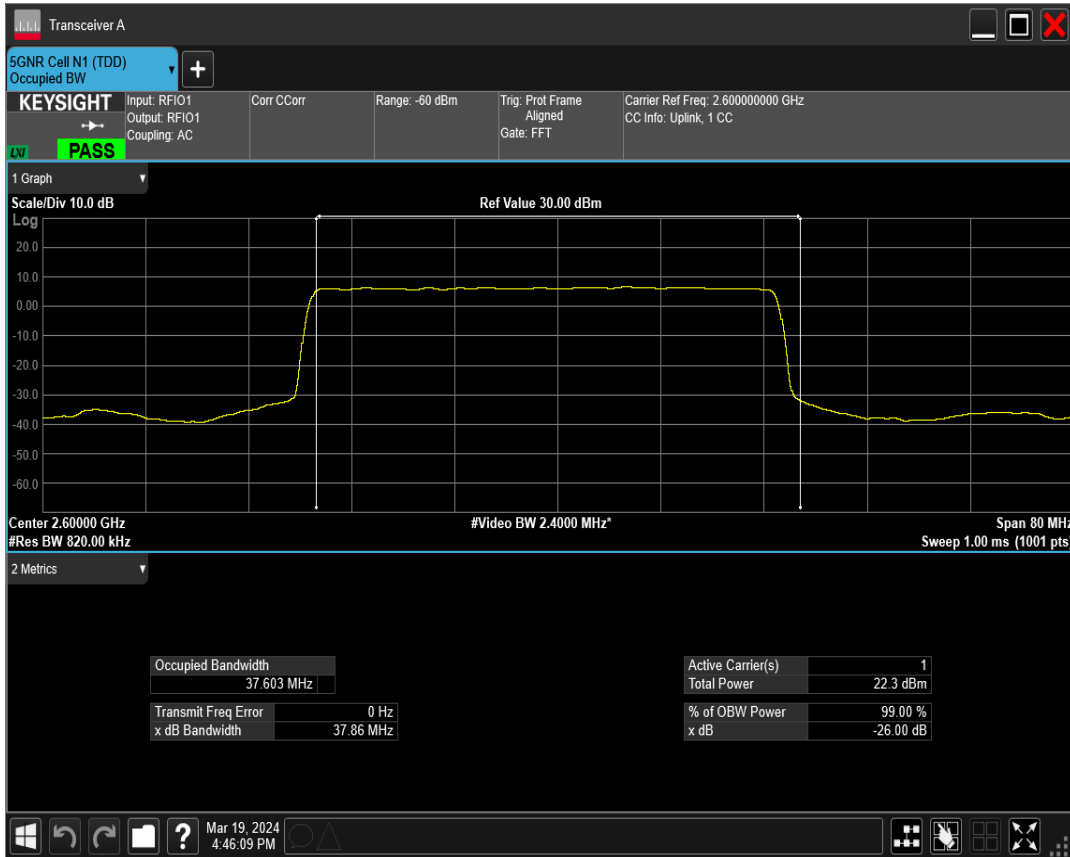 Transceiver A
5GNR Cell N1 (TDD)
Occupied BW
+
KEYSIGHT
LXI
PASS
Input: RFIO1
Output: RFIO1
Coupling: AC
Corr CCorr
Range: -60 dBm
Trig: Prot Frame
Aligned
Gate: FFT
Carrier Ref Freq: 2.600000000 GHz
CC Info: Uplink, 1 CC
1 Graph
Scale/Div 10.0 dB
Ref Value 30.00 dBm
Log
20.0
10.0
0.00
-10.0
-20.0
-30.0
-40.0
-50.0
-60.0
Center 2.60000 GHz
#Video BW 2.4000 MHz*
Span 80 MHz
#Res BW 820.00 kHz
Sweep 1.00 ms (1001 pts)
2 Metrics
Occupied Bandwidth
37.603 MHz
Transmit Freq Error 0 Hz
x dB Bandwidth 37.86 MHz
Active Carrier(s) 1
Total Power 22.3 dBm
% of OBW Power 99.00 %
x dB -26.00 dB
?
Mar 19, 2024
4:46:09 PM